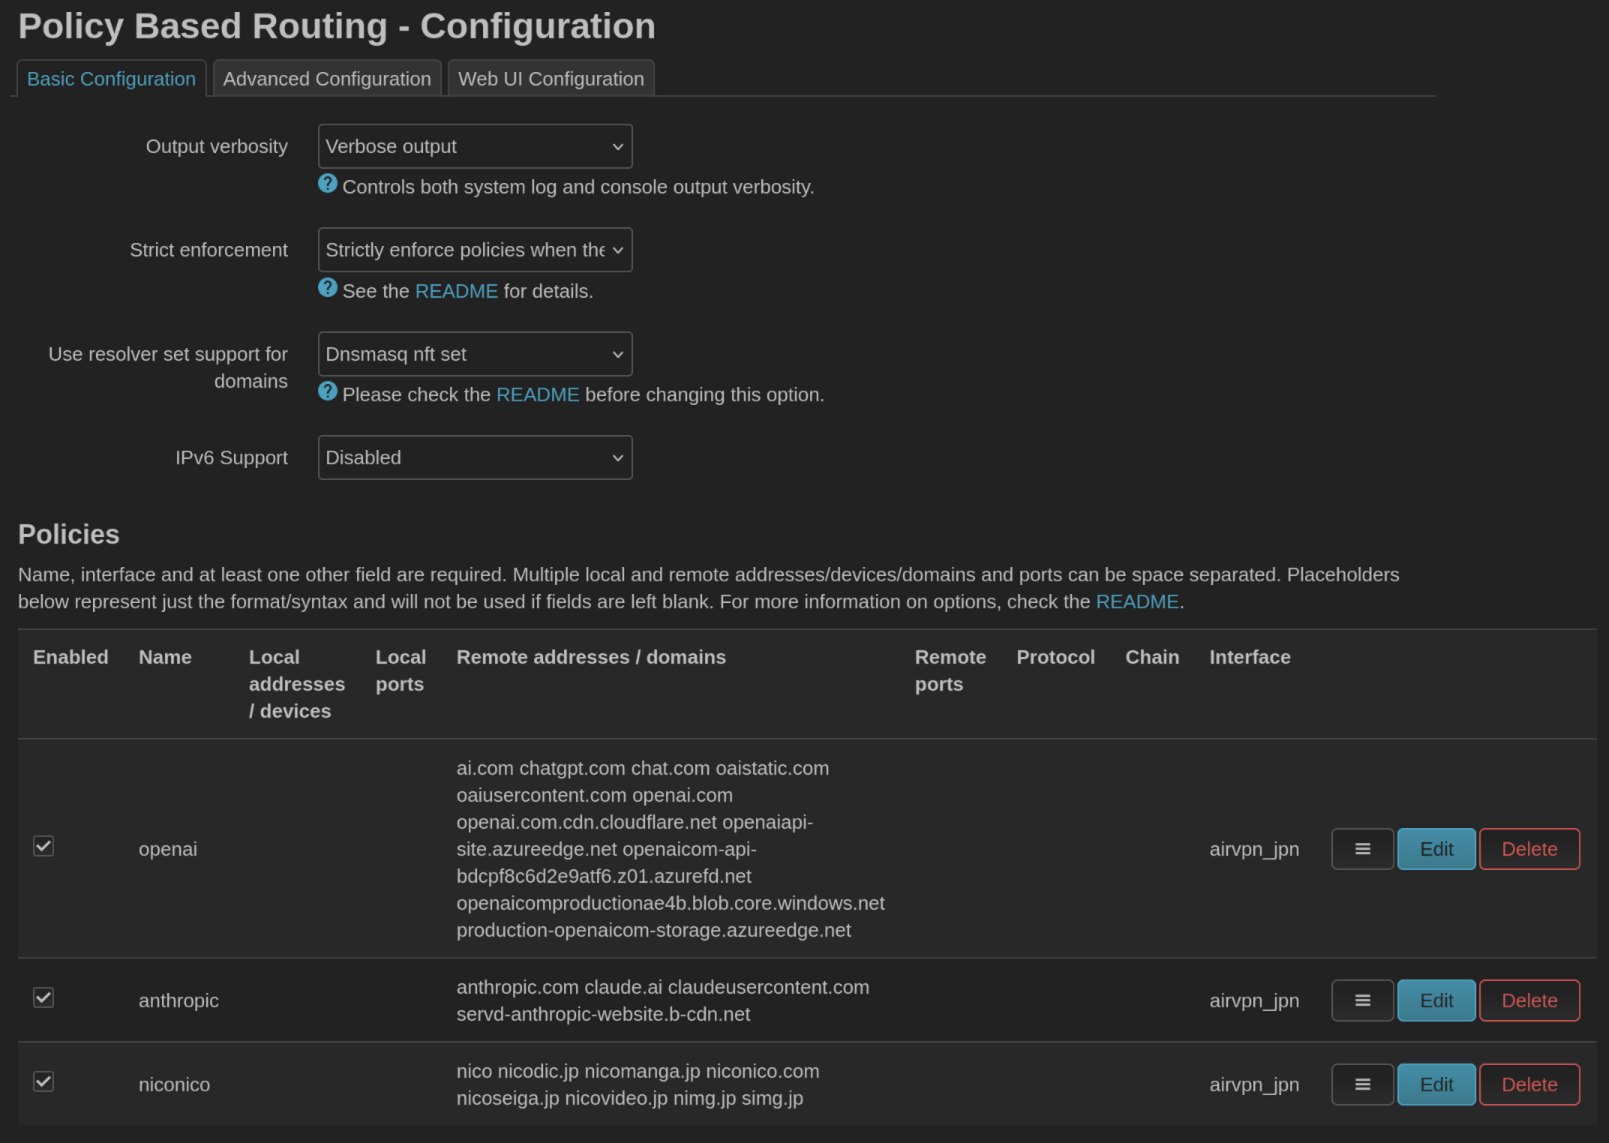 Policy Based Routing - Configuration
Basic Configuration
Advanced Configuration
Web UI Configuration
Output verbosity
Verbose output
Controls both system log and console output verbosity.
Strict enforcement
Strictly enforce policies when the
See the README for details.
Use resolver set support for
domains
Dnsmasq nft set
Please check the README before changing this option.
IPv6 Support
Disabled
Policies
Name, interface and at least one other field are required. Multiple local and remote addresses/devices/domains and ports can be space separated. Placeholders
below represent just the format/syntax and will not be used if fields are left blank. For more information on options, check the README.
Enabled
Name
Local
addresses
/ devices
Local
ports
Remote addresses / domains
Remote
ports
Protocol
Chain
Interface
openai
ai.com chatgpt.com chat.com oaistatic.com
oaiusercontent.com openai.com
openai.com.cdn.cloudflare.net openaiapi-
site.azureedge.net openaicom-api-
bdcpf8c6d2e9atf6.z01.azurefd.net
openaicomproductionae4b.blob.core.windows.net
production-openaicom-storage.azureedge.net
airvpn_jpn
Edit
Delete
anthropic
anthropic.com claude.ai claudeusercontent.com
servd-anthropic-website.b-cdn.net
airvpn_jpn
Edit
Delete
niconico
nico nicodic.jp nicomanga.jp niconico.com
nicoseiga.jp nicovideo.jp nimg.jp simg.jp
airvpn_jpn
Edit
Delete